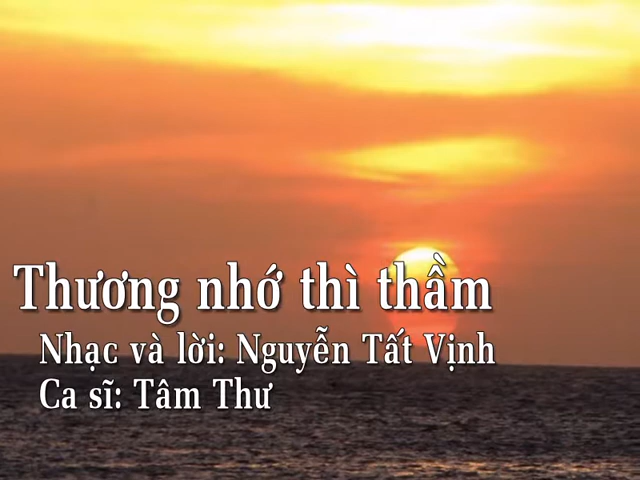 Thương nhớ thì thầm
Nhạc và lời: Nguyễn Tất Vịnh
Ca sĩ: Tâm Thư